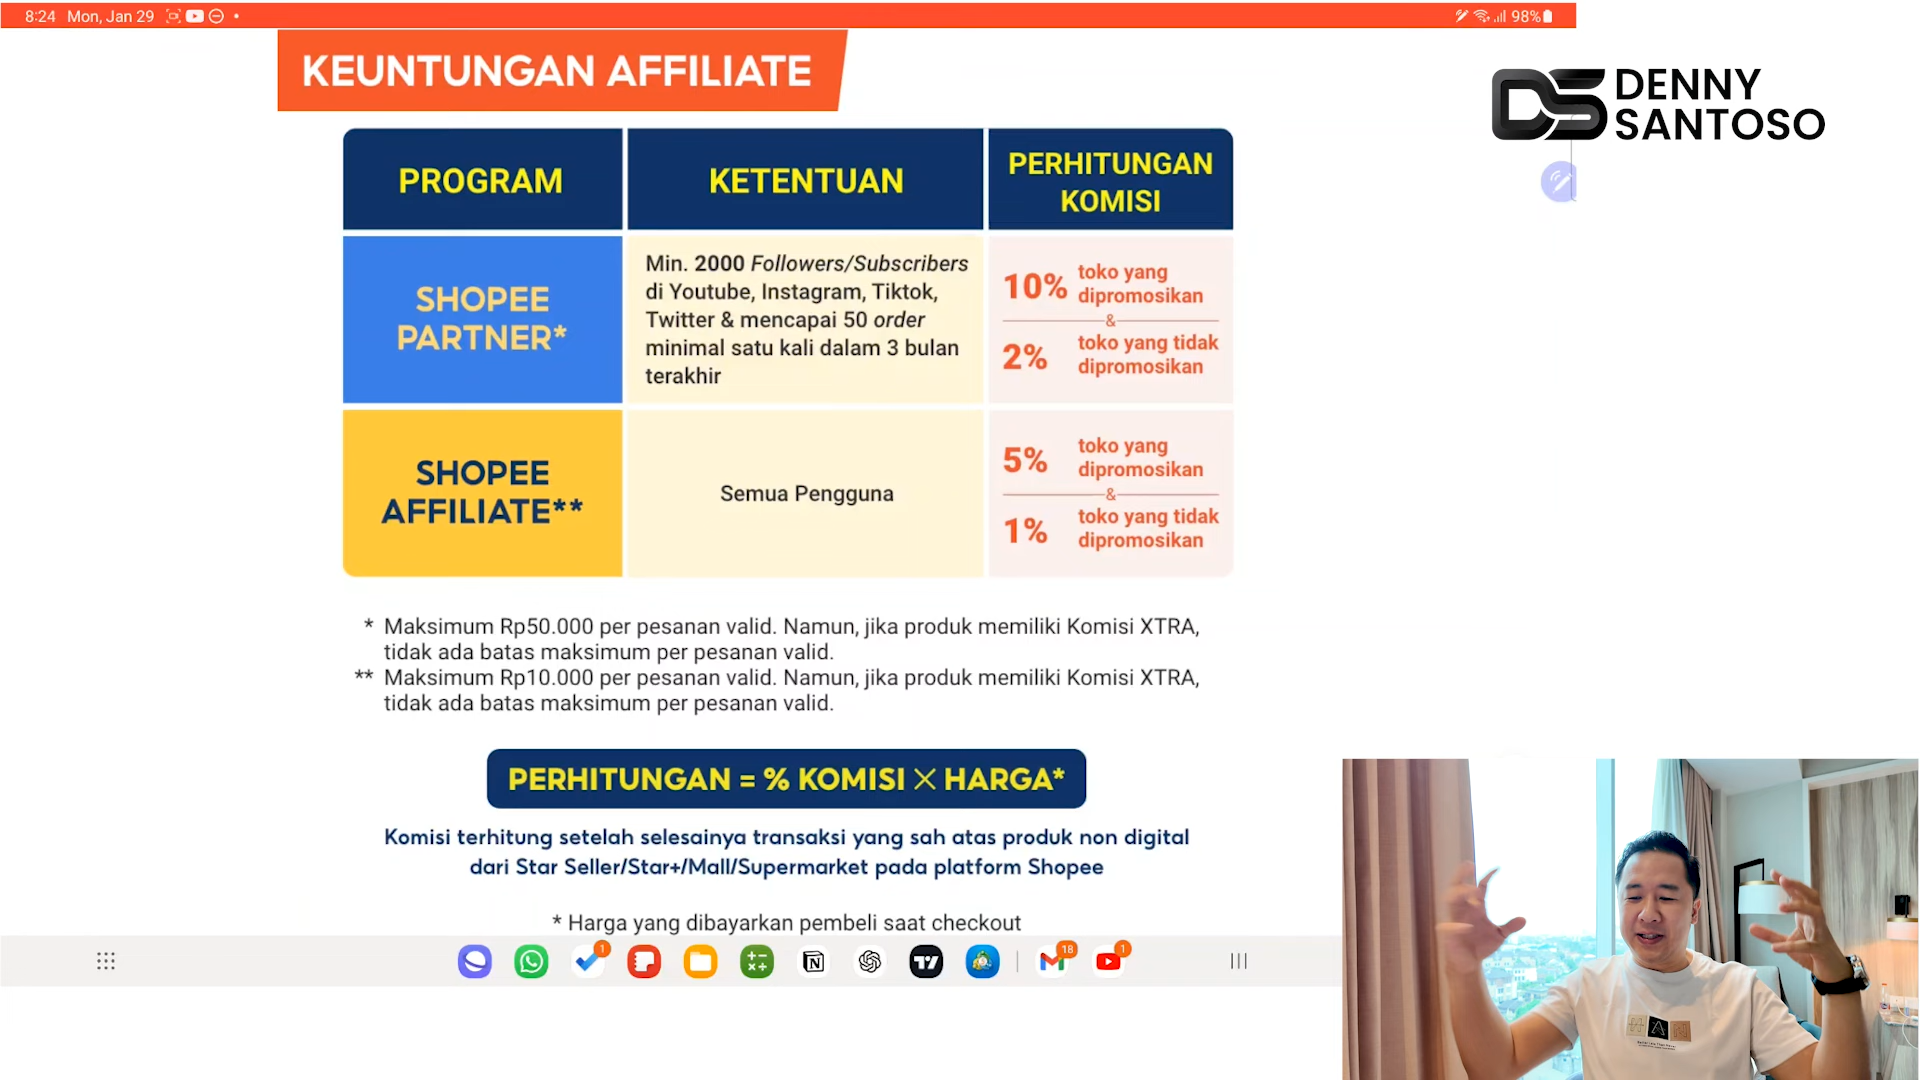 8:24 Mon, Jan 29
98%
KEUNTUNGAN AFFILIATE
DENNY
SANTOSO
PROGRAM
KETENTUAN
PERHITUNGAN
KOMISI
SHOPEE
PARTNER*
Min. 2000 Followers/Subscribers
di Youtube, Instagram, Tiktok,
Twitter & mencapai 50 order
minimal satu kali dalam 3 bulan
terakhir
10% toko yang
dipromosikan
&
2% toko yang tidak
dipromosikan
SHOPEE
AFFILIATE**
Semua Pengguna
5% toko yang
dipromosikan
&
1% toko yang tidak
dipromosikan
* Maksimum Rp50.000 per pesanan valid. Namun, jika produk memiliki Komisi XTRA,
tidak ada batas maksimum per pesanan valid.
** Maksimum Rp10.000 per pesanan valid. Namun, jika produk memiliki Komisi XTRA,
tidak ada batas maksimum per pesanan valid.
PERHITUNGAN = % KOMISI × HARGA*
Komisi terhitung setelah selesainya transaksi yang sah atas produk non digital
dari Star Seller/Star+/Mall/Supermarket pada platform Shopee
* Harga yang dibayarkan pembeli saat checkout
1
18
1